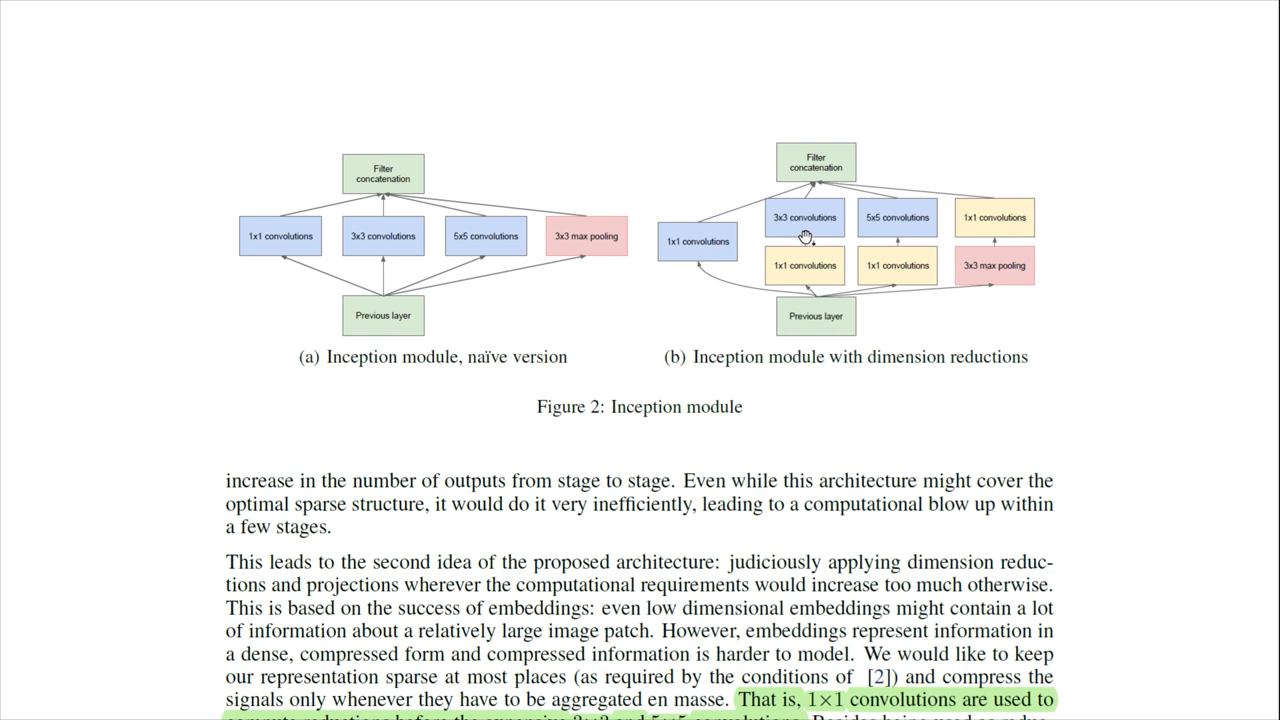 Filter
concatenation
1x1 convolutions
3x3 convolutions
5x5 convolutions
3x3 max pooling
Previous layer
(a) Inception module, naïve version
Filter
concatenation
3x3 convolutions
5x5 convolutions
1x1 convolutions
1x1 convolutions
1x1 convolutions
1x1 convolutions
3x3 max pooling
Previous layer
(b) Inception module with dimension reductions
Figure 2: Inception module
increase in the number of outputs from stage to stage. Even while this architecture might cover the
optimal sparse structure, it would do it very inefficiently, leading to a computational blow up within
a few stages.
This leads to the second idea of the proposed architecture: judiciously applying dimension reduc-
tions and projections wherever the computational requirements would increase too much otherwise.
This is based on the success of embeddings: even low dimensional embeddings might contain a lot
of information about a relatively large image patch. However, embeddings represent information in
a dense, compressed form and compressed information is harder to model. We would like to keep
our representation sparse at most places (as required by the conditions of [2]) and compress the
signals only whenever they have to be aggregated en masse. That is, 1×1 convolutions are used to